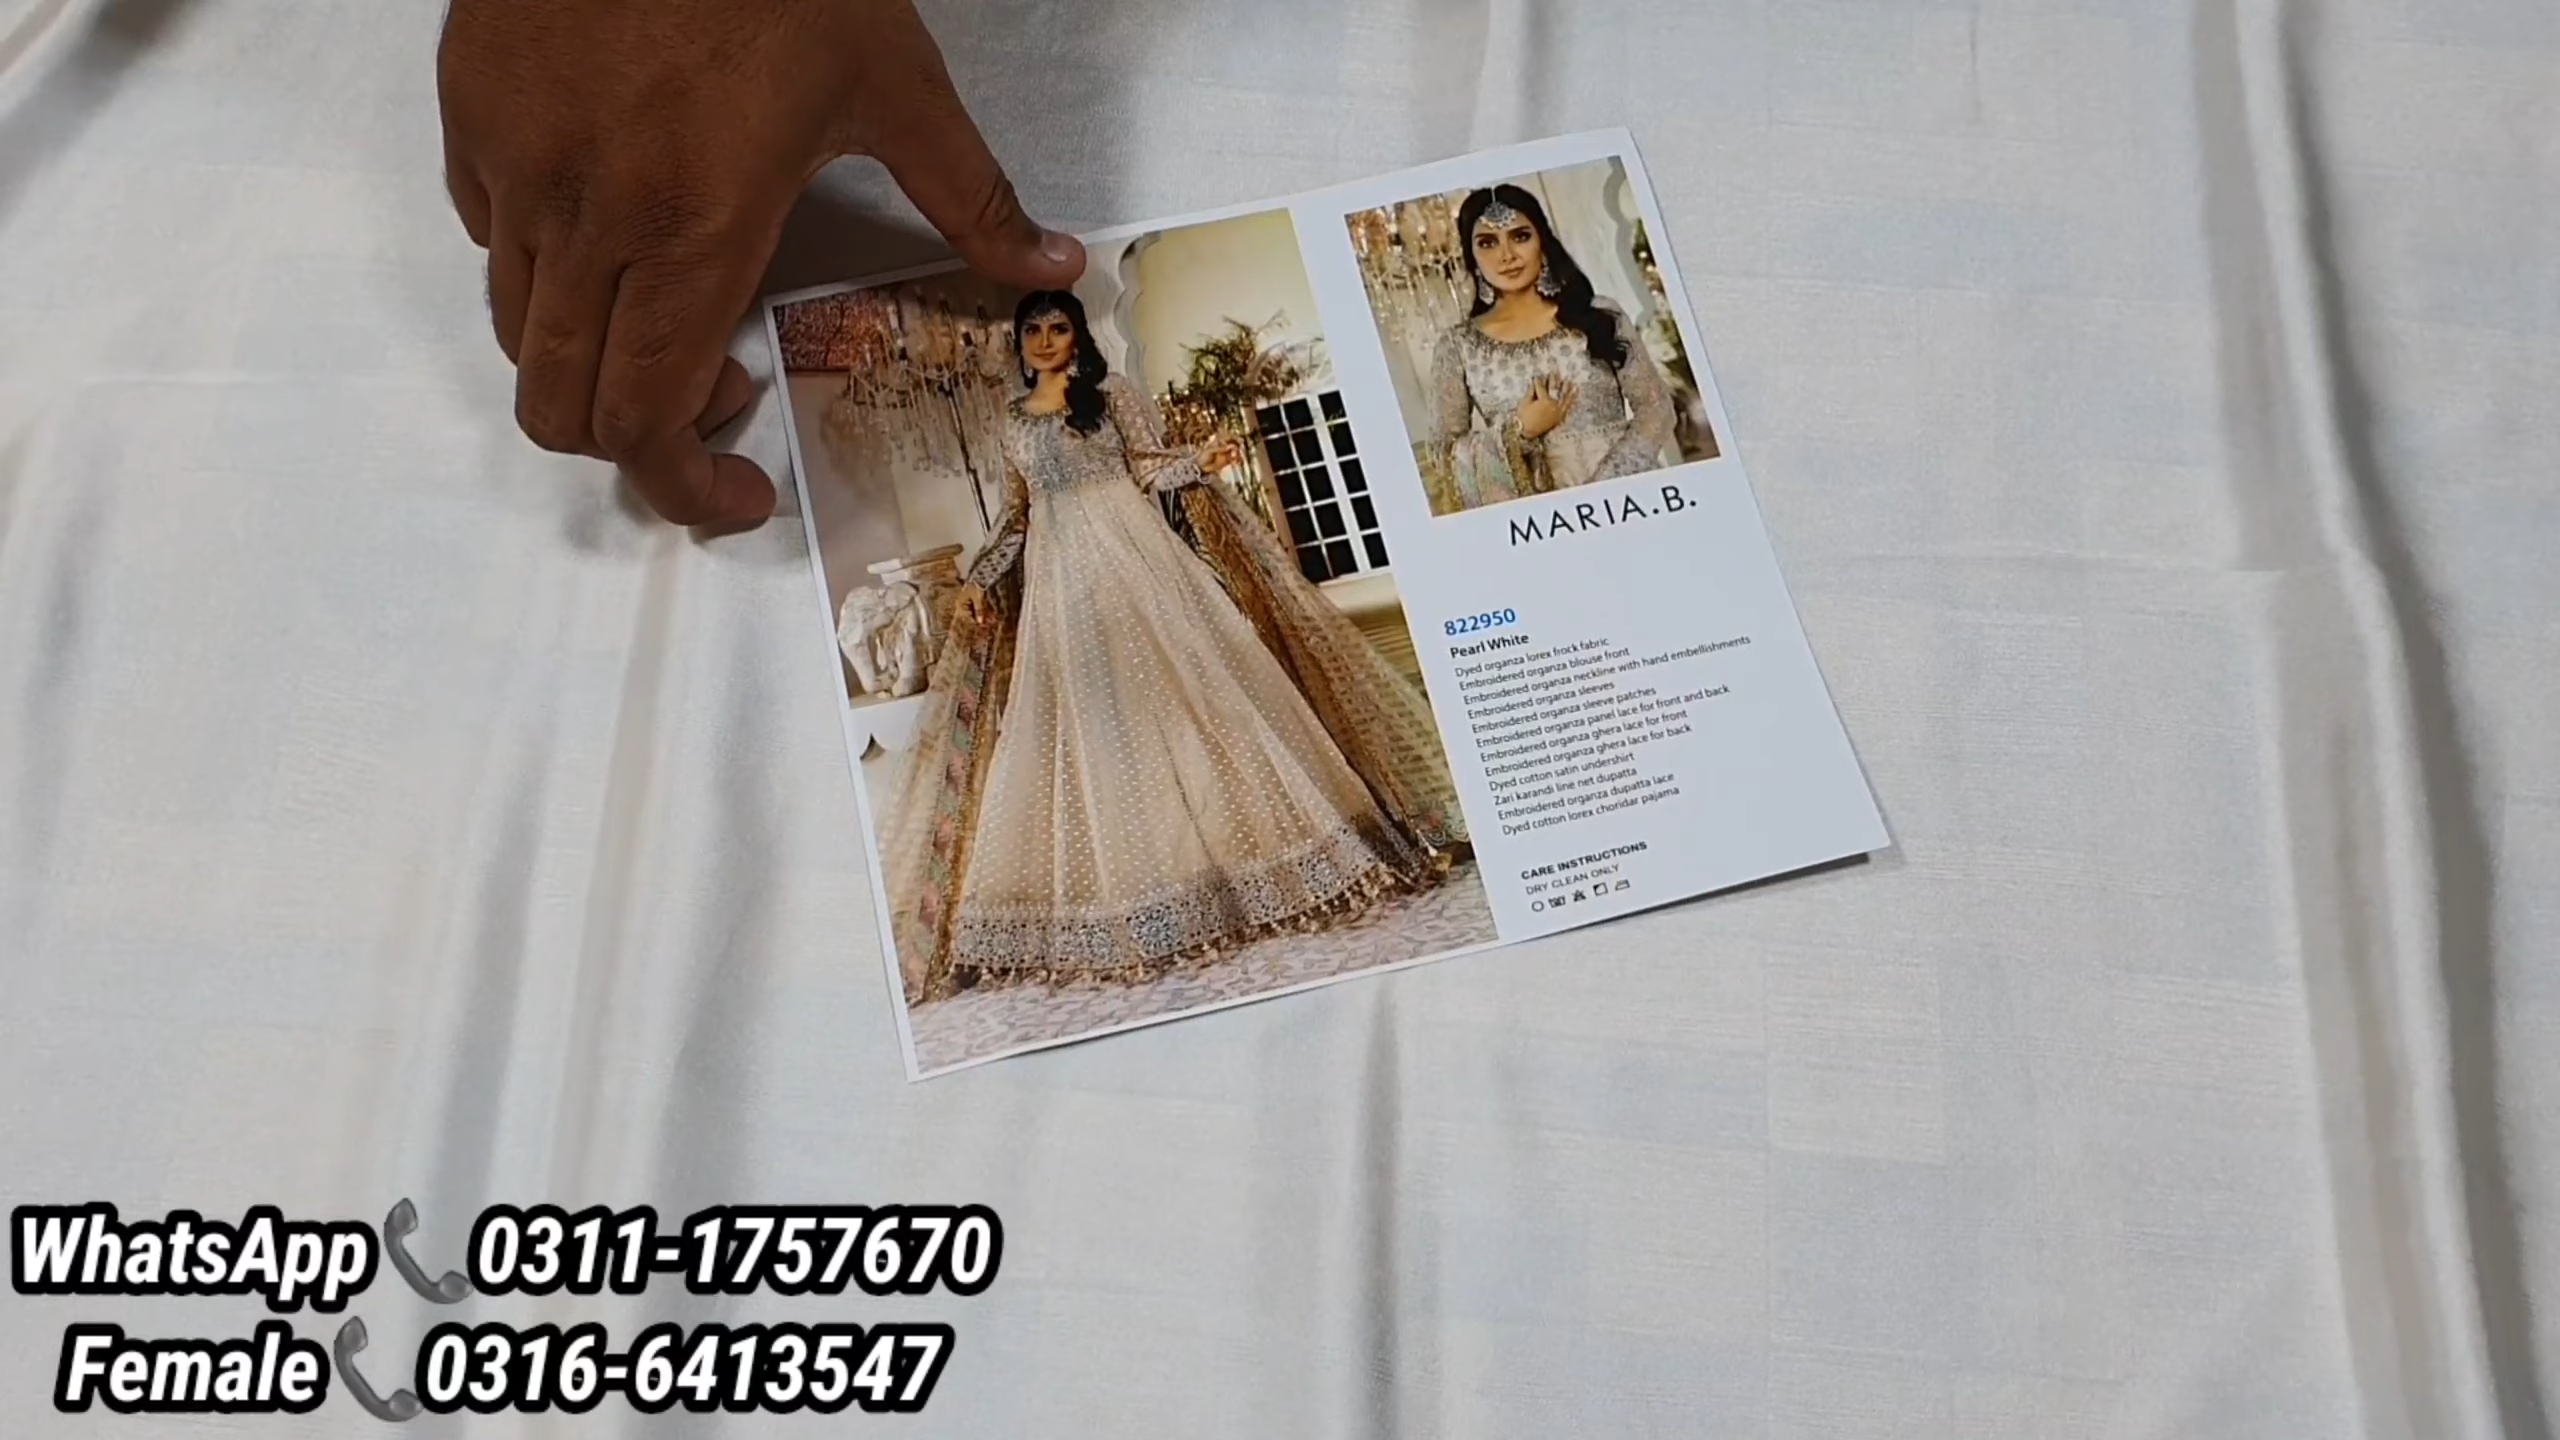 MARIA.B.
822950
Pearl White
Dyed organza lorex frock fabric
Embroidered organza blouse front
Embroidered organza neckline with hand embellishments
Embroidered organza sleeves
Embroidered organza sleeve patches
Embroidered organza panel lace for front and back
Embroidered organza ghera lace for front
Embroidered organza ghera lace for back
Dyed cotton satin undershirt
Zari karandi line net dupatta
Embroidered organza dupatta lace
Dyed cotton lorex choridar pajama
CARE INSTRUCTIONS
DRY CLEAN ONLY
WhatsApp 0311-1757670
Female 0316-6413547